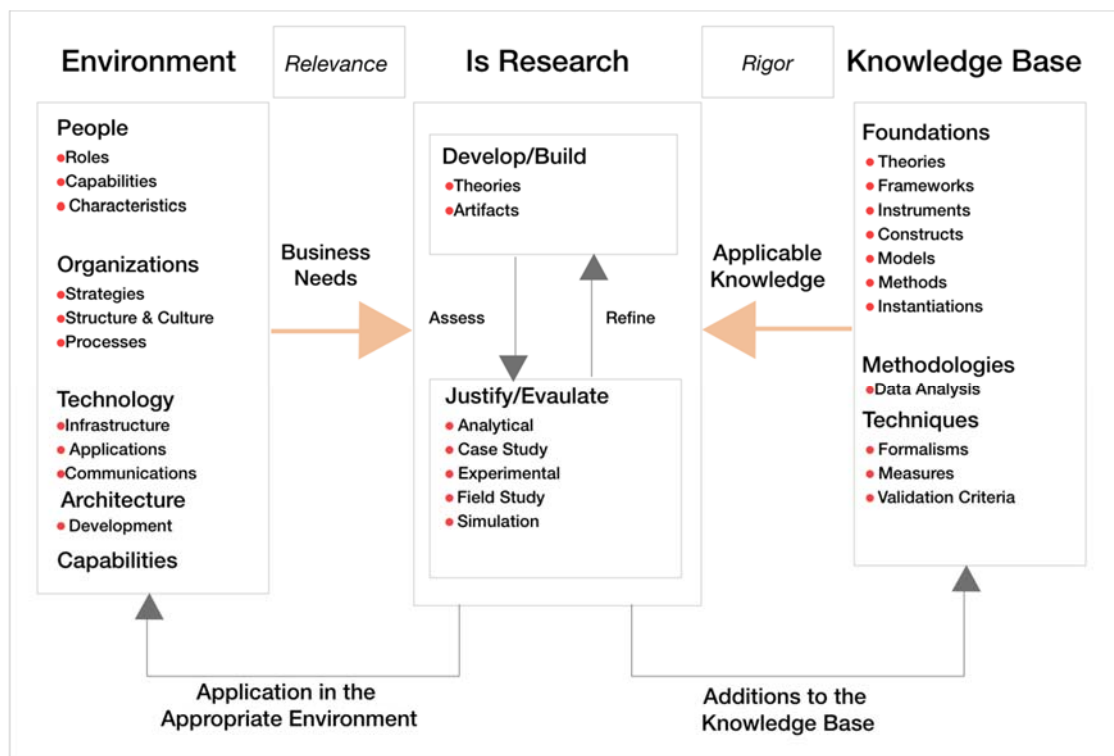 Environment
Relevance
Is Research
Rigor
Knowledge Base
People
Roles
Capabilities
Characteristics
Organizations
Strategies
Structure & Culture
Processes
Technology
Infrastructure
Applications
Communications
Architecture
Development
Capabilities
Business
Needs
Develop/Build
Theories
Artifacts
Assess
Refine
Justify/Evaulate
Analytical
Case Study
Experimental
Field Study
Simulation
Applicable
Knowledge
Foundations
Theories
Frameworks
Instruments
Constructs
Models
Methods
Instantiations
Methodologies
Data Analysis
Techniques
Formalisms
Measures
Validation Criteria
Application in the
Appropriate Environment
Additions to the
Knowledge Base